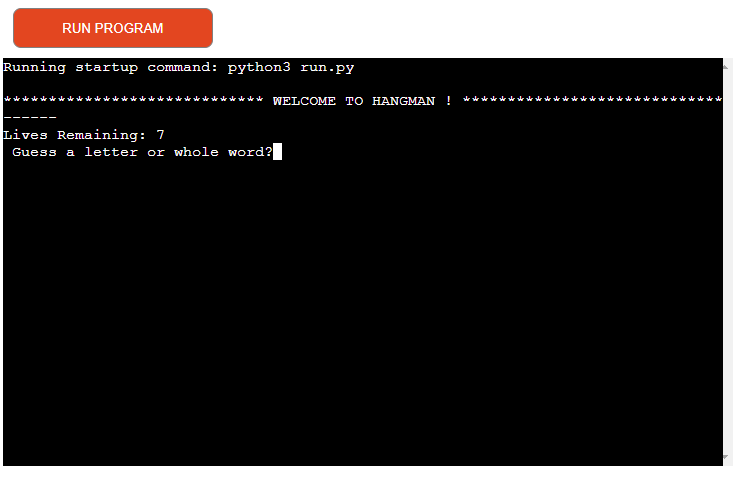 RUN PROGRAM
Running startup command: python3 run.py
***************************** WELCOME TO HANGMAN ! *****************************
------
Lives Remaining: 7
Guess a letter or whole word?